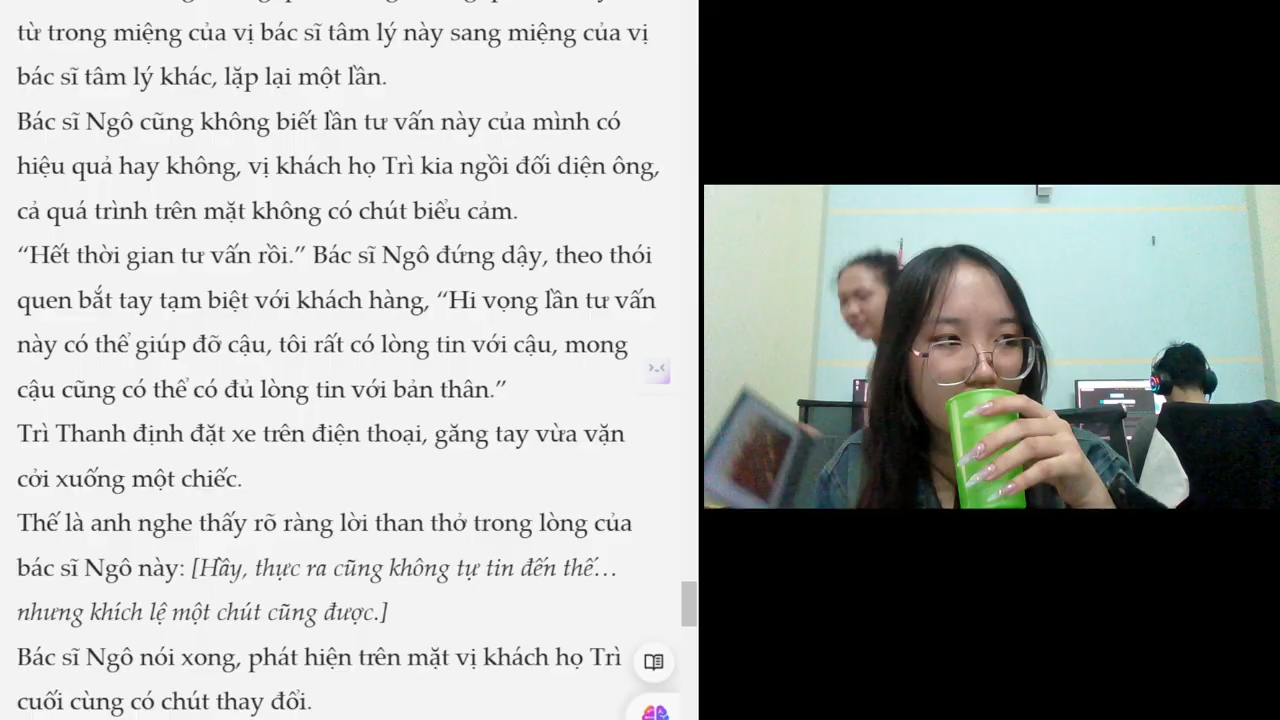 từ trong miệng của vị bác sĩ tâm lý này sang miệng của vị
bác sĩ tâm lý khác, lặp lại một lần.
Bác sĩ Ngô cũng không biết lần tư vấn này của mình có
hiệu quả hay không, vị khách họ Trì kia ngồi đối diện ông,
cả quá trình trên mặt không có chút biểu cảm.
“Hết thời gian tư vấn rồi.” Bác sĩ Ngô đứng dậy, theo thói
quen bắt tay tạm biệt với khách hàng, “Hi vọng lần tư vấn
này có thể giúp đỡ cậu, tôi rất có lòng tin với cậu, mong
cậu cũng có thể có đủ lòng tin với bản thân.”
Trì Thanh định đặt xe trên điện thoại, găng tay vừa vặn
cởi xuống một chiếc.
Thế là anh nghe thấy rõ ràng lời than thở trong lòng của
bác sĩ Ngô này: [Hầy, thực ra cũng không tự tin đến thế…
nhưng khích lệ một chút cũng được.]
Bác sĩ Ngô nói xong, phát hiện trên mặt vị khách họ Trì
cuối cùng có chút thay đổi.